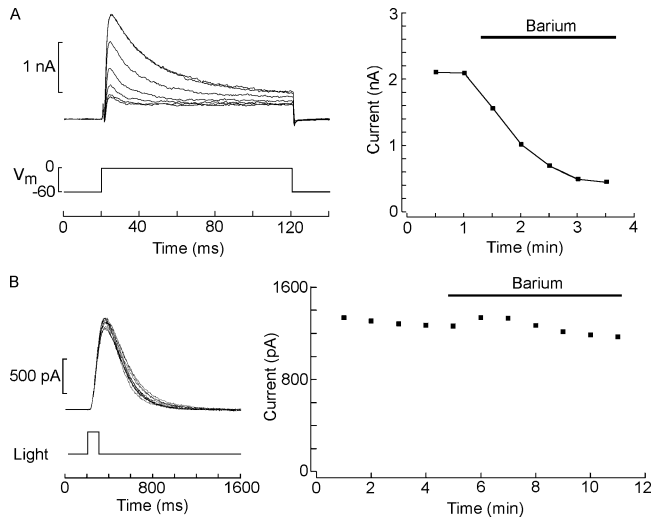 A
1 nA
Vm
0
-60
0 40 80 120
Time (ms)
Barium
3
2
1
0
Current (nA)
0 1 2 3 4
Time (min)
B
500 pA
Light
0 800 1600
Time (ms)
Barium
1600
800
0
Current (pA)
0 2 4 6 8 10 12
Time (min)